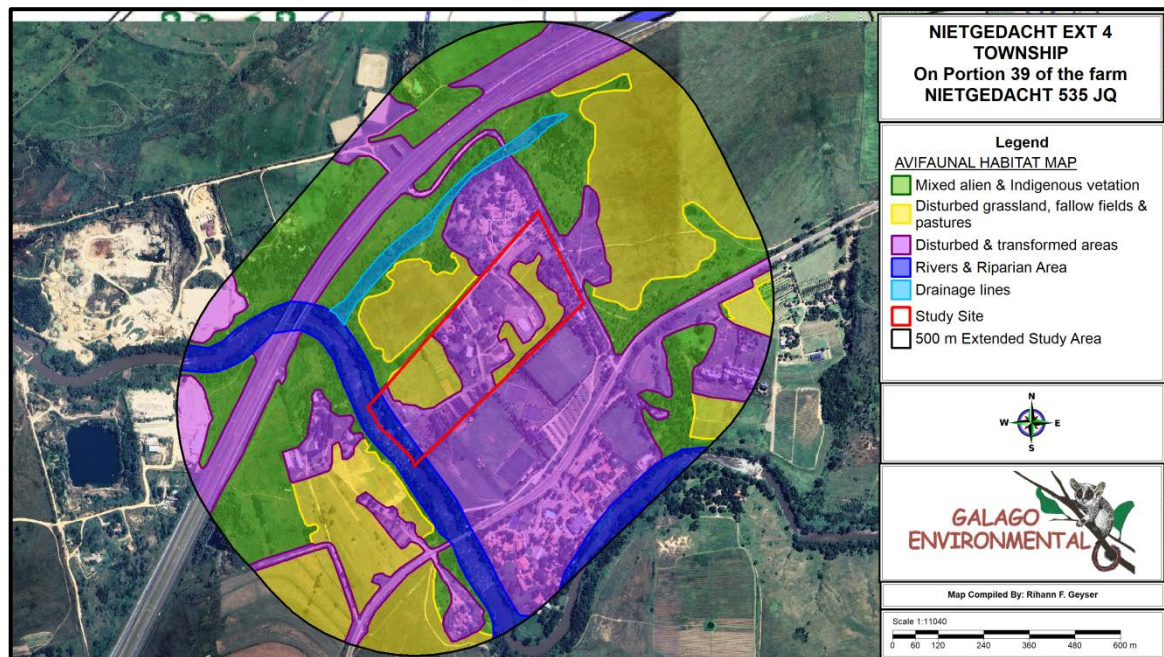 NIETGEDACHT EXT 4
TOWNSHIP
On Portion 39 of the farm
NIETGEDACHT 535 JQ
Legend
AVIFAUNAL HABITAT MAP
Mixed alien & Indigenous vetation
Disturbed grassland, fallow fields &
pastures
Disturbed & transformed areas
Rivers & Riparian Area
Drainage lines
Study Site
500 m Extended Study Area
N
W E
S
GALAGO
ENVIRONMENTAL
Map Compiled By: Rihann F. Geyser
Scale 1:11040
0 60 120 240 360 480 600 m